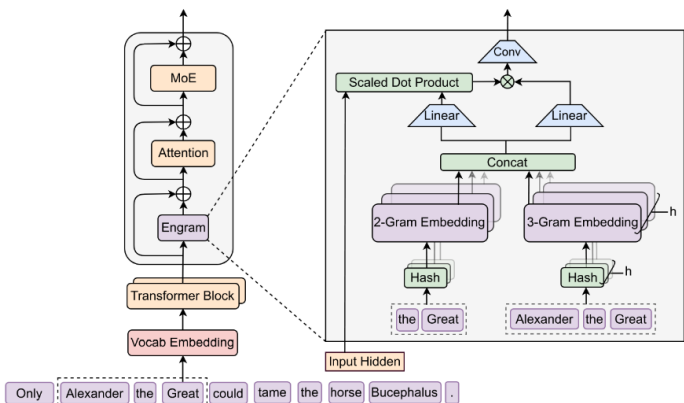 MoE
Attention
Engram
Transformer Block
Vocab Embedding
Only Alexander the Great could tame the horse Bucephalus .
Conv
Scaled Dot Product
Linear Linear
Concat
2-Gram Embedding 3-Gram Embedding h
Hash Hash h
the Great Alexander the Great
Input Hidden